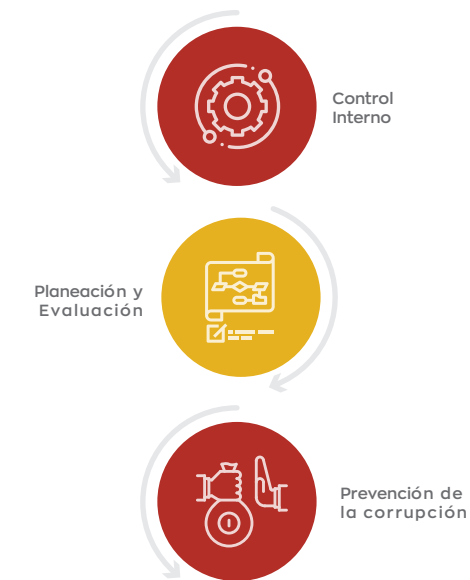 Control
Interno
Planeación y
Evaluación
Prevención de
la corrupción